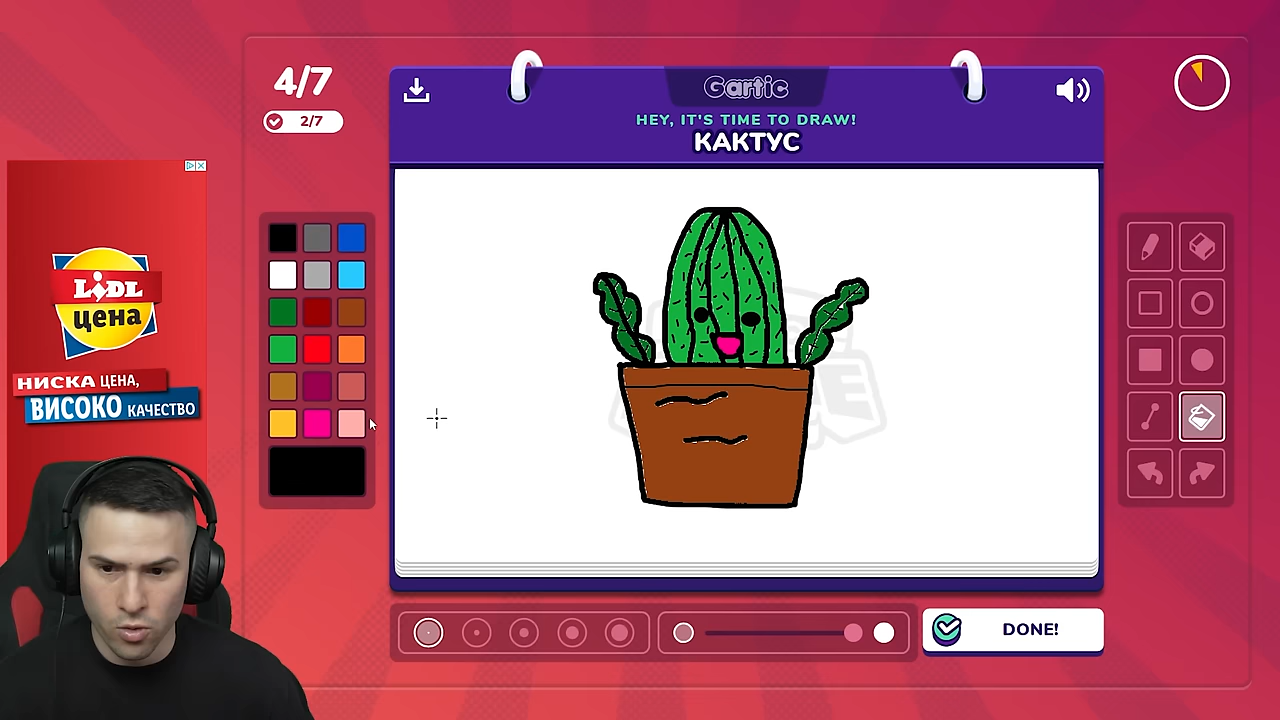 4/7
2/7
Gartic
HEY, IT'S TIME TO DRAW!
КАКТУС
LIDL
цена
НИСКА ЦЕНА,
ВИСОКО КАЧЕСТВО
DONE!